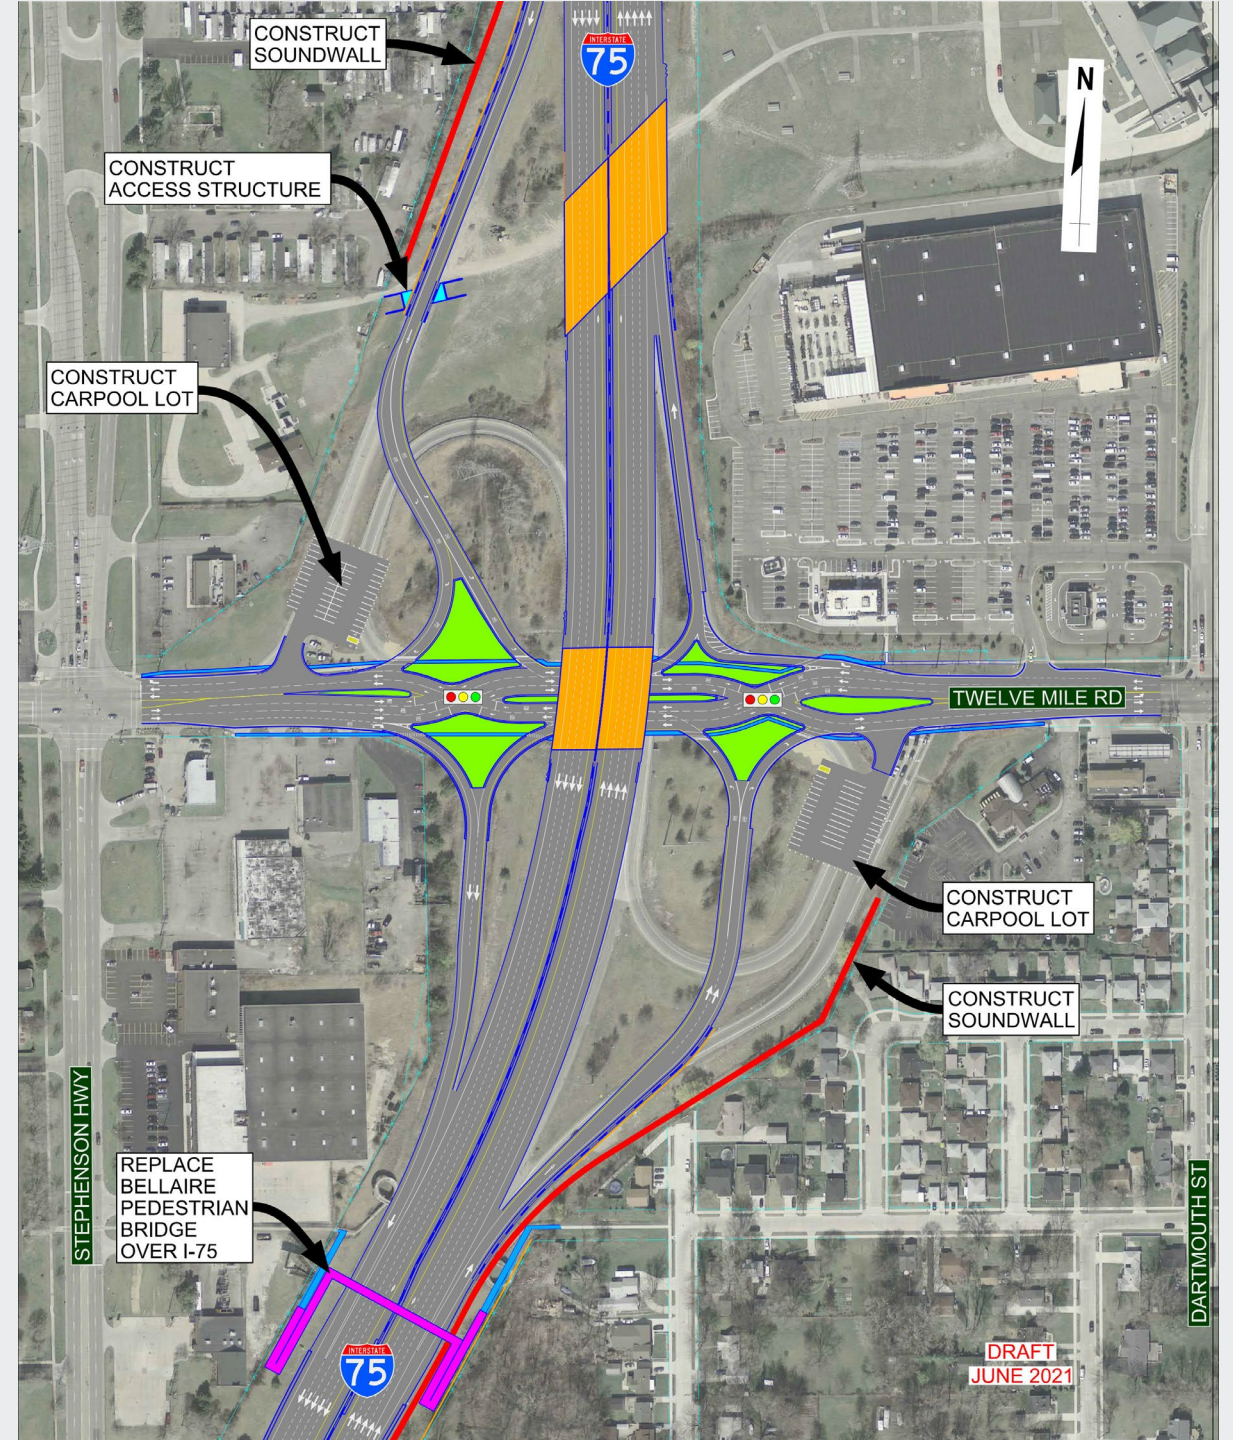 CONSTRUCT
SOUNDWALL
INTERSTATE
75
N
CONSTRUCT
ACCESS STRUCTURE
CONSTRUCT
CARPOOL LOT
TWELVE MILE RD
CONSTRUCT
CARPOOL LOT
CONSTRUCT
SOUNDWALL
STEPHENSON HWY
REPLACE
BELLAIRE
PEDESTRIAN
BRIDGE
OVER I-75
DARTMOUTH ST
INTERSTATE
75
DRAFT
JUNE 2021